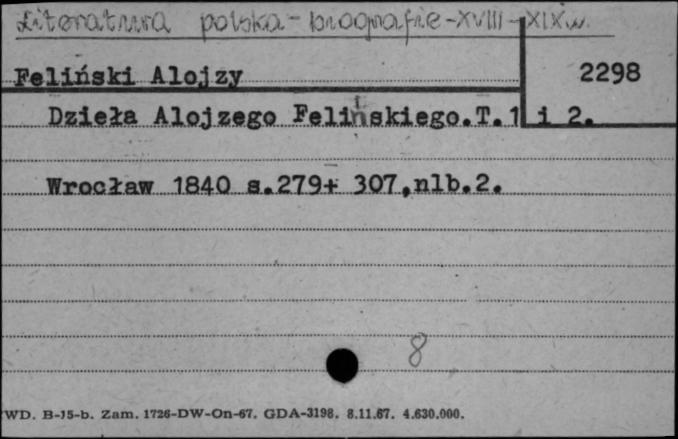 Literatura polska - biografie - XVIII - XIX w.
Feliński Alojzy 2298
Dzieła Alojzego Felińskiego.T.1 i 2.
Wrocław 1840 s.279+ 307,nlb.2.
8
WD. B-15-b. Zam. 1726-DW-On-67. GDA-3198. 8.11.67. 4.630.000.